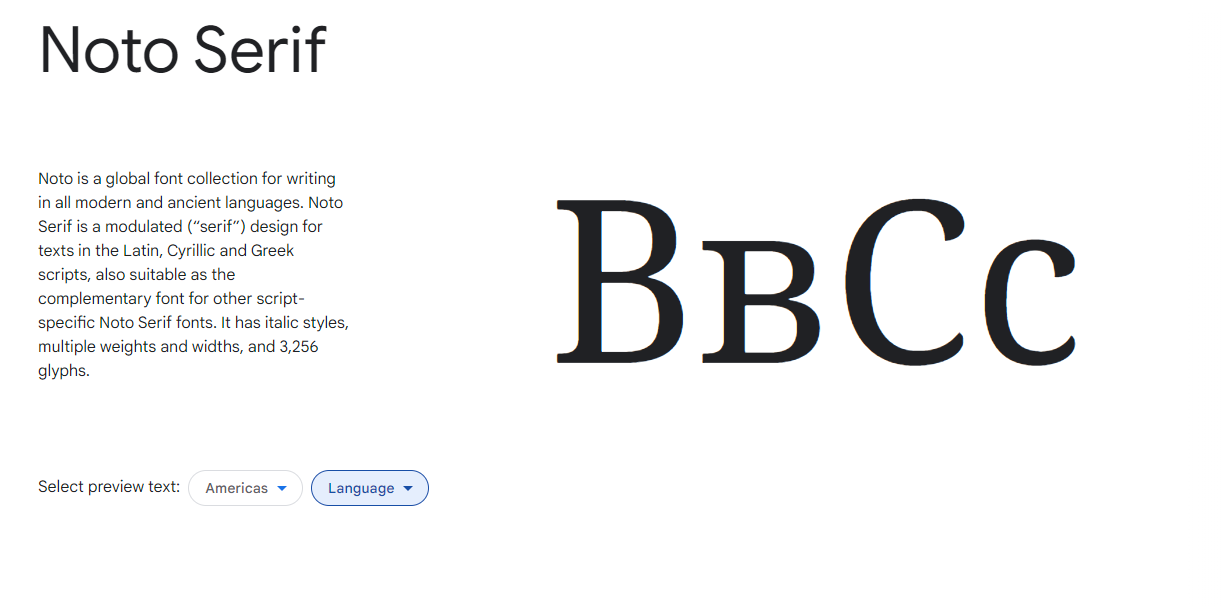 Noto Serif
Noto is a global font collection for writing
in all modern and ancient languages. Noto
Serif is a modulated (“serif”) design for
texts in the Latin, Cyrillic and Greek
scripts, also suitable as the
complementary font for other script-
specific Noto Serif fonts. It has italic styles,
multiple weights and widths, and 3,256
glyphs.
ВвСс
Select preview text: Americas Language